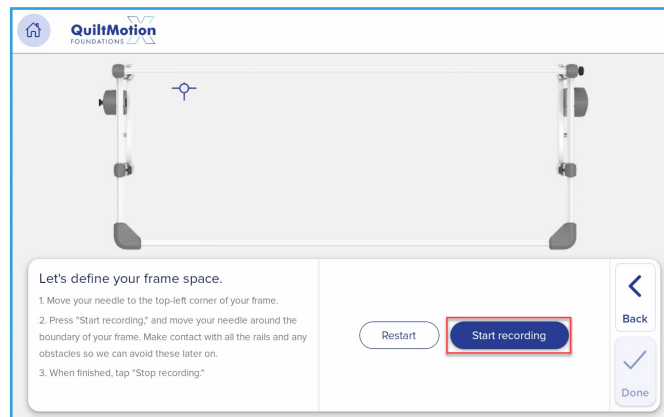 QuiltMotion X
FOUNDATIONS
Let's define your frame space.
1. Move your needle to the top-left corner of your frame.
2. Press "Start recording," and move your needle around the
boundary of your frame. Make contact with all the rails and any
obstacles so we can avoid these later on.
3. When finished, tap "Stop recording."
Restart
Start recording
Back
Done